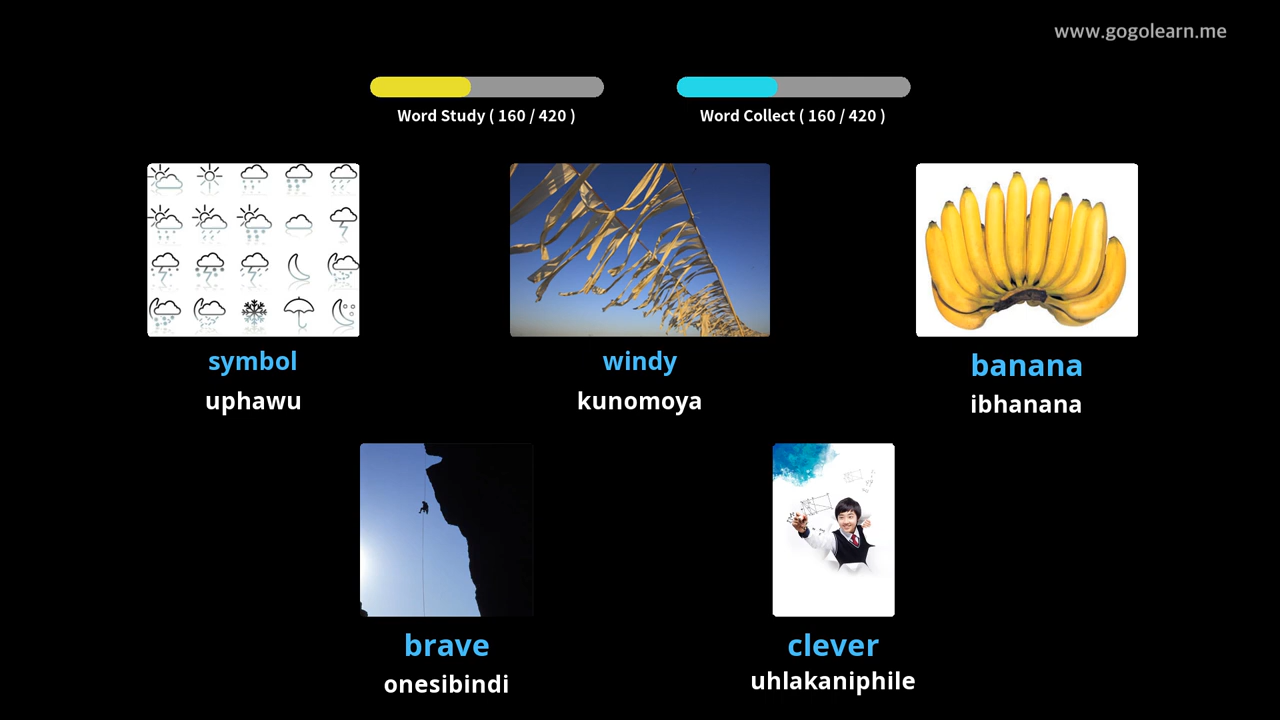 www.gogolearn.me
Word Study ( 160 / 420 )
Word Collect ( 160 / 420 )
symbol
uphawu
windy
kunomoya
banana
ibhanana
brave
onesibindi
clever
uhlakaniphile